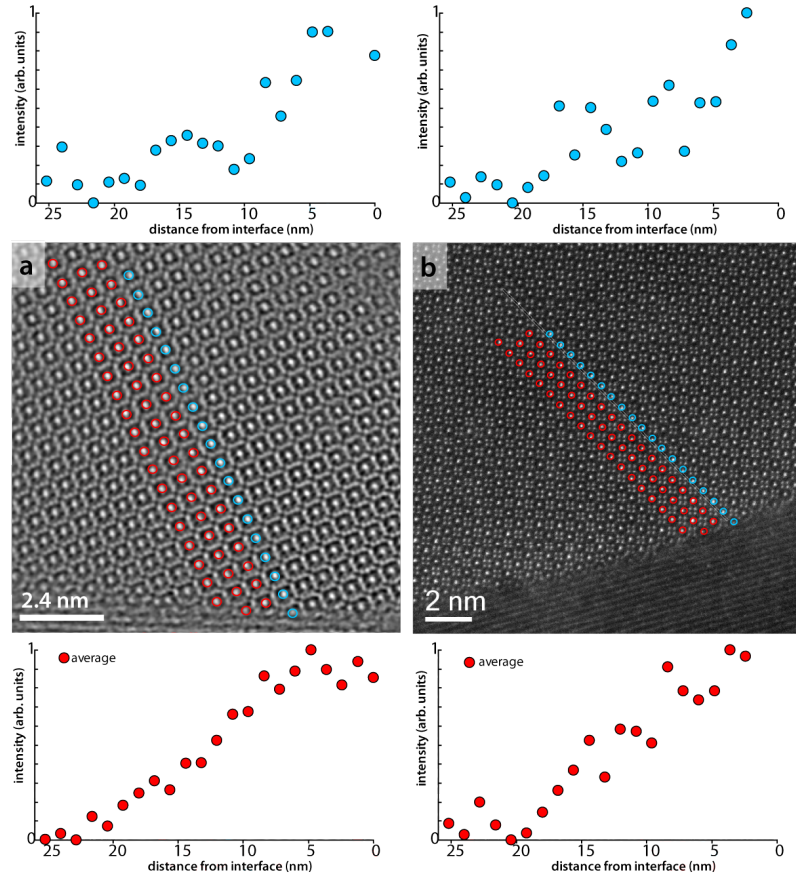 1
intensity (arb. units)
0
25 20 15 10 5 0
distance from interface (nm)
1
intensity (arb. units)
0
25 20 15 10 5 0
distance from interface (nm)
a
2.4 nm
b
2 nm
1
average
intensity (arb. units)
0
25 20 15 10 5 0
distance from interface (nm)
1
average
intensity (arb. units)
0
25 20 15 10 5 0
distance from interface (nm)